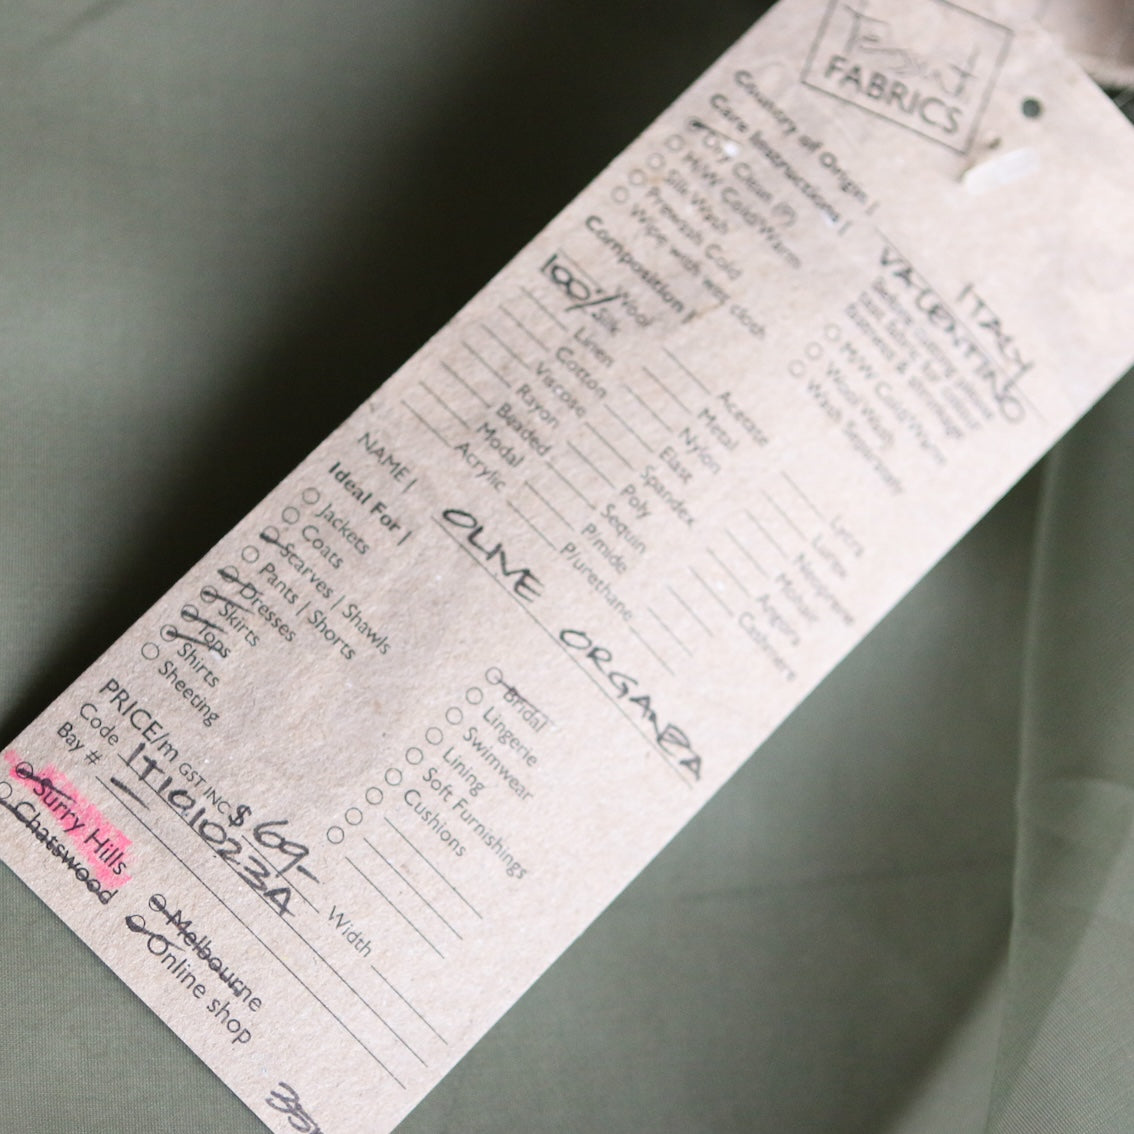 Tessuti
FABRICS
Country of Origin | ITALY
VALENTINO
Care Instructions |
Dry Clean (P)
M/W Cold/Warm
Silk Wash
Prewash Cold
Wipe with wet cloth
M/W Cold/Warm
Wool Wash
Wash Separately
Composition |
Wool
100% Silk
Linen
Cotton
Viscose
Rayon
Beaded
Modal
Acrylic
Acetate
Metal
Nylon
Elast
Spandex
Poly
Sequin
P/mide
P/urethane
Lycra
Lurex
Neoprene
Mohair
Angora
Cashmere
NAME | OLIVE ORGANZA
Ideal For |
Jackets
Coats
Scarves | Shawls
Pants | Shorts
Dresses
Skirts
Tops
Shirts
Sheeting
Bridal
Lingerie
Swimwear
Lining
Soft Furnishings
Cushions
PRICE/m GST INC $69-
Code IT101023A Width
Bay #
Surry Hills
Chatswood
Melbourne
Online shop